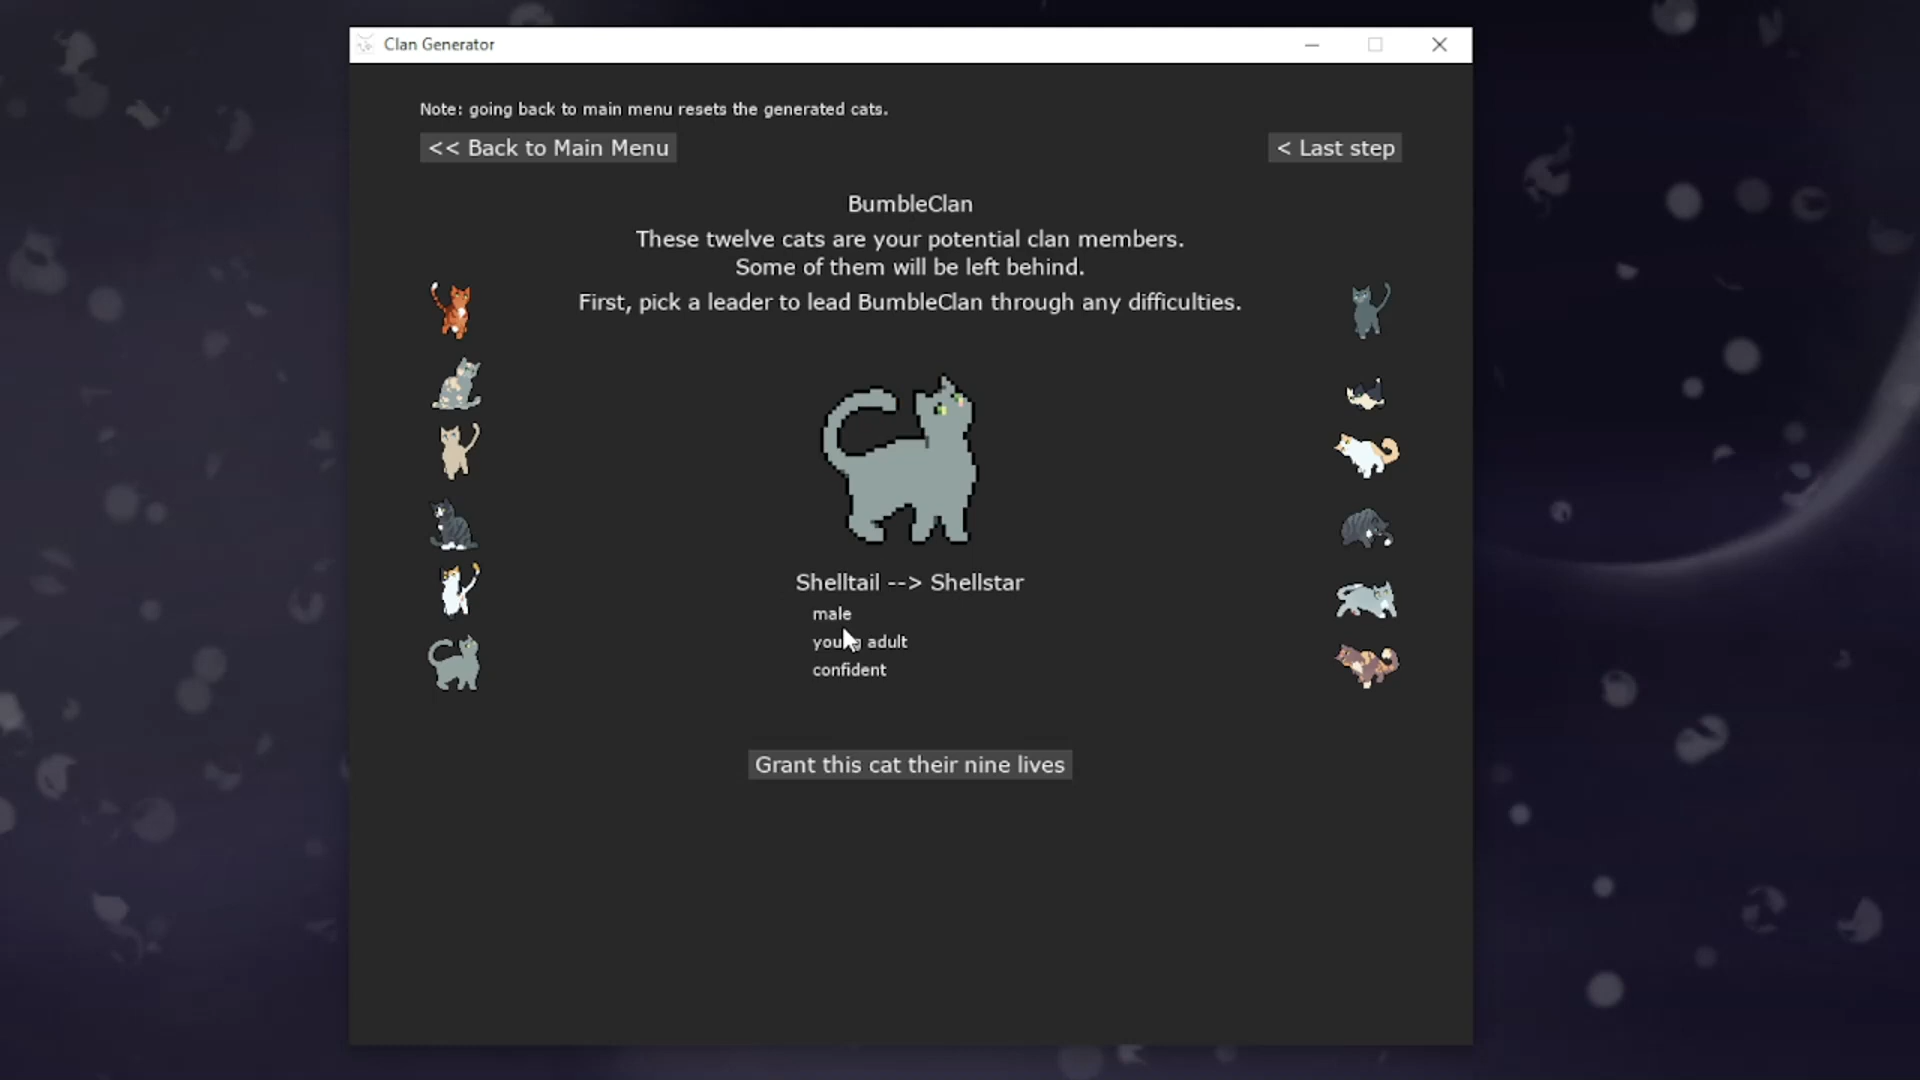 Clan Generator
Note: going back to main menu resets the generated cats.
<< Back to Main Menu
< Last step
BumbleClan
These twelve cats are your potential clan members.
Some of them will be left behind.
First, pick a leader to lead BumbleClan through any difficulties.
Shelltail --> Shellstar
male
young adult
confident
Grant this cat their nine lives